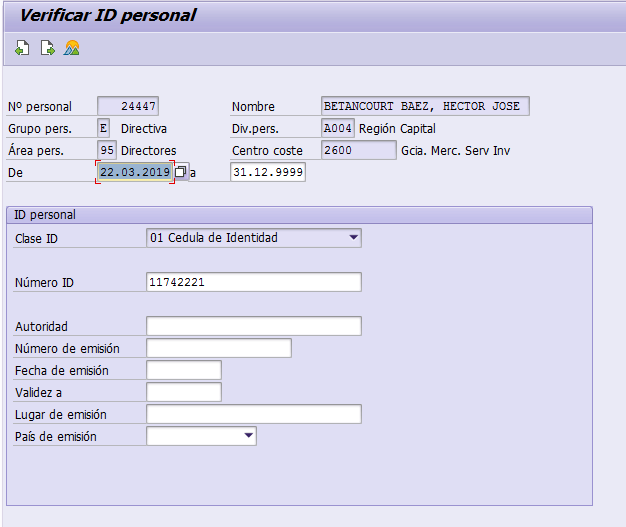 Verificar ID personal
Nº personal 24447 Nombre BETANCOURT BAEZ, HECTOR JOSE
Grupo pers. E Directiva Div.pers. A004 Región Capital
Área pers. 95 Directores Centro coste 2600 Gcia. Merc. Serv Inv
De 22.03.2019 a 31.12.9999
ID personal
Clase ID 01 Cedula de Identidad
Número ID 11742221
Autoridad
Número de emisión
Fecha de emisión
Validez a
Lugar de emisión
País de emisión